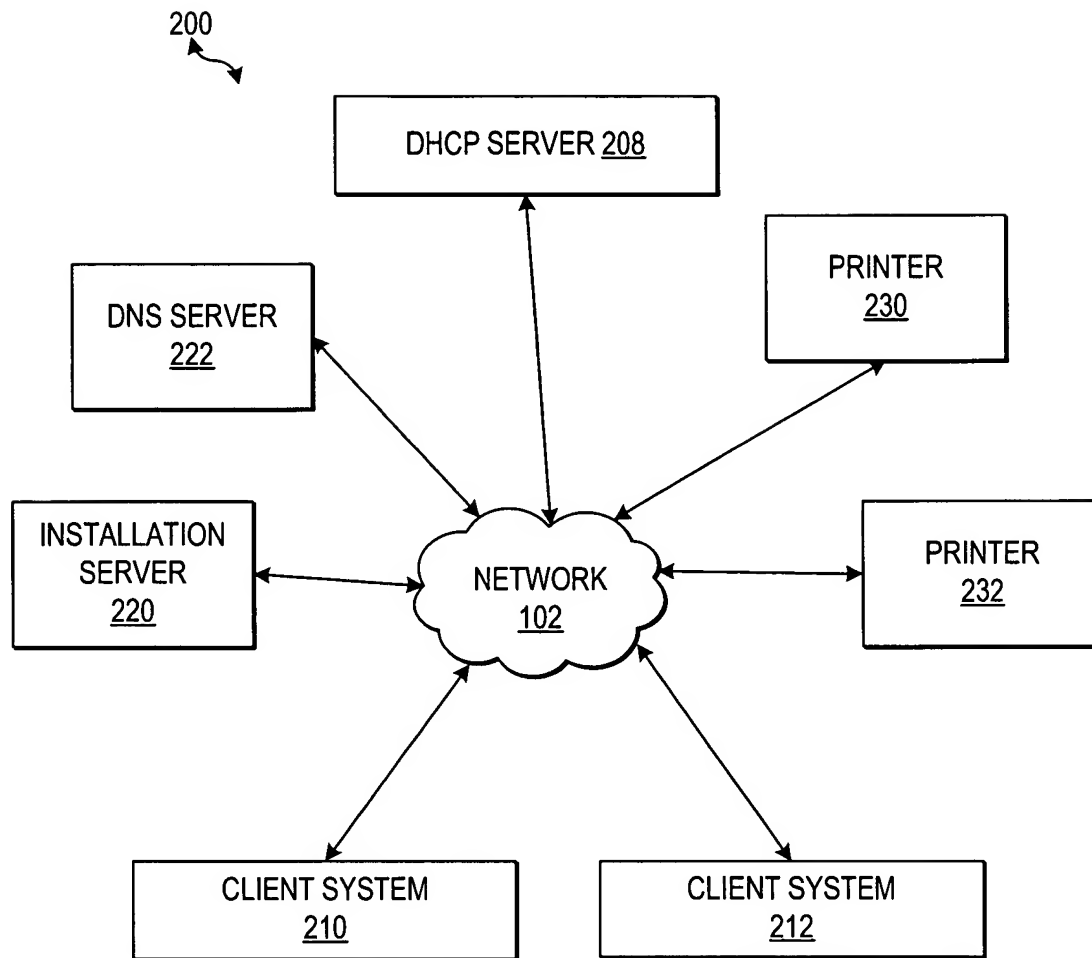 200
DHCP SERVER 208
PRINTER
230
DNS SERVER
222
INSTALLATION
SERVER
220
NETWORK
102
PRINTER
232
CLIENT SYSTEM
210
CLIENT SYSTEM
212